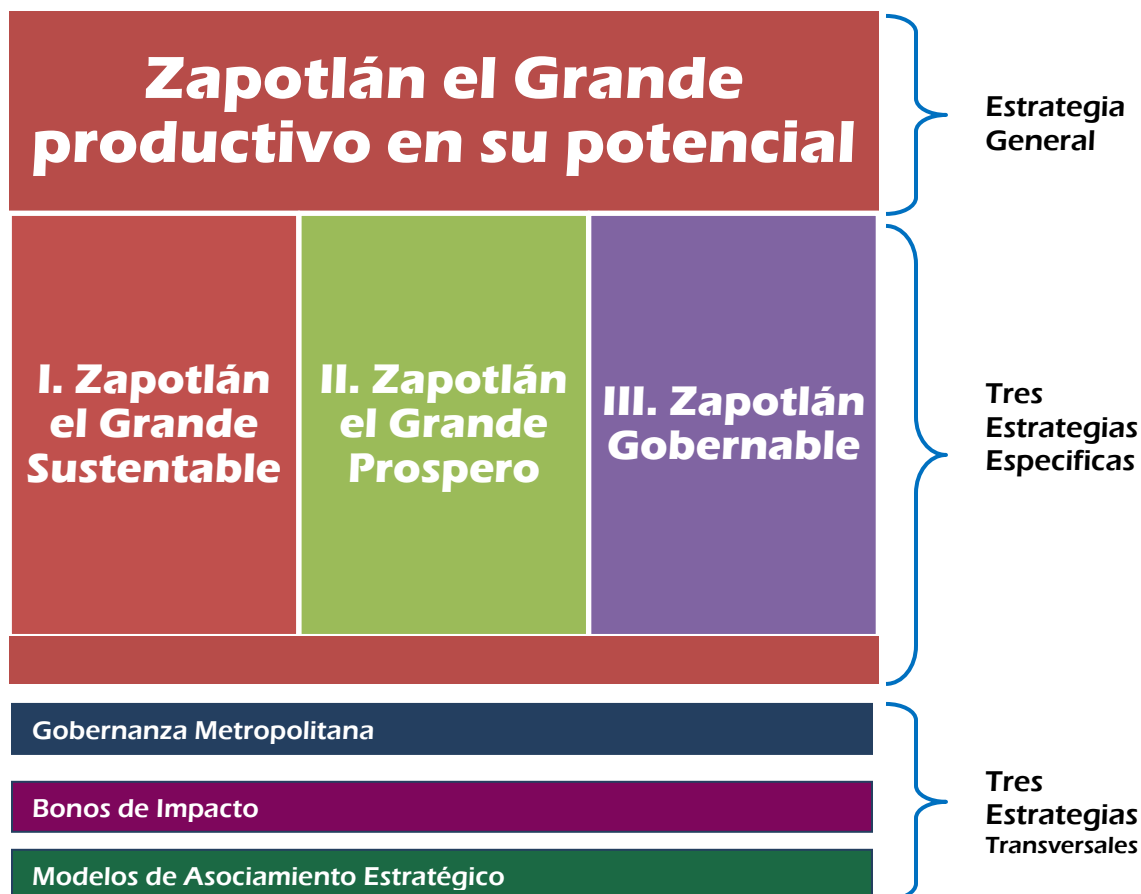 Zapotlán el Grande
productivo en su potencial
Estrategia
General
I. Zapotlán
el Grande
Sustentable
II. Zapotlán
el Grande
Prospero
III. Zapotlán
Gobernable
Tres
Estrategias
Especificas
Gobernanza Metropolitana
Bonos de Impacto
Modelos de Asociamiento Estratégico
Tres
Estrategias
Transversales